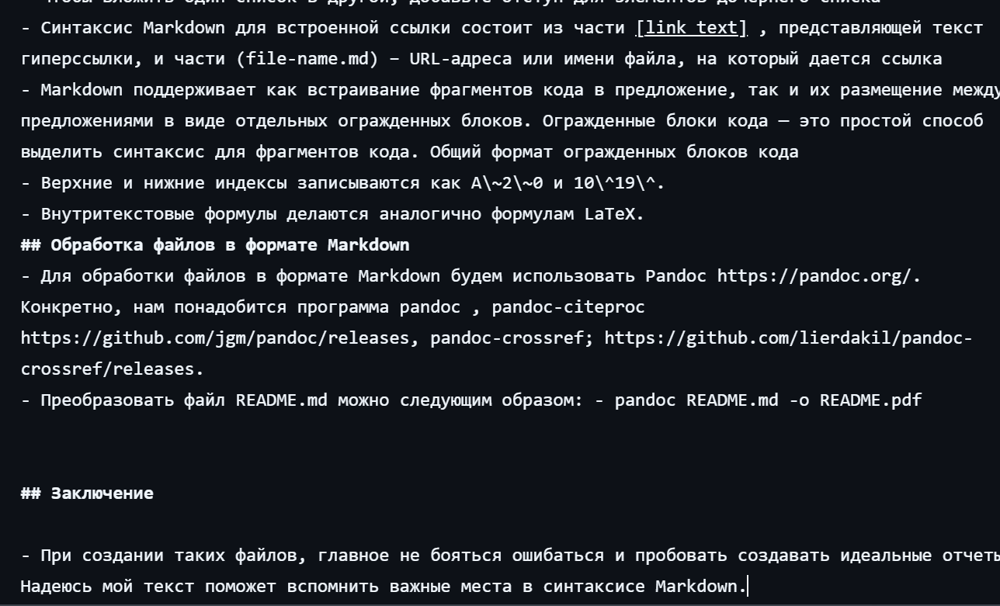 чтобы вложить один список в другой, добавьте отступ для элементов дочернего списка
- Синтаксис Markdown для встроенной ссылки состоит из части [link text] , представляющей текст
гиперссылки, и части (file-name.md) – URL-адреса или имени файла, на который дается ссылка
- Markdown поддерживает как встраивание фрагментов кода в предложение, так и их размещение между
предложениями в виде отдельных огражденных блоков. Огражденные блоки кода — это простой способ
выделить синтаксис для фрагментов кода. Общий формат огражденных блоков кода
- Верхние и нижние индексы записываются как A\~2\~0 и 10\^19\^.
- Внутритекстовые формулы делаются аналогично формулам LaTeX.
## Обработка файлов в формате Markdown
- Для обработки файлов в формате Markdown будем использовать Pandoc https://pandoc.org/.
Конкретно, нам понадобится программа pandoc , pandoc-citeproc
https://github.com/jgm/pandoc/releases, pandoc-crossref; https://github.com/lierdakil/pandoc-
crossref/releases.
- Преобразовать файл README.md можно следующим образом: - pandoc README.md -o README.pdf
## Заключение
- При создании таких файлов, главное не бояться ошибаться и пробовать создавать идеальные отчеты
Надеюсь мой текст поможет вспомнить важные места в синтаксисе Markdown.